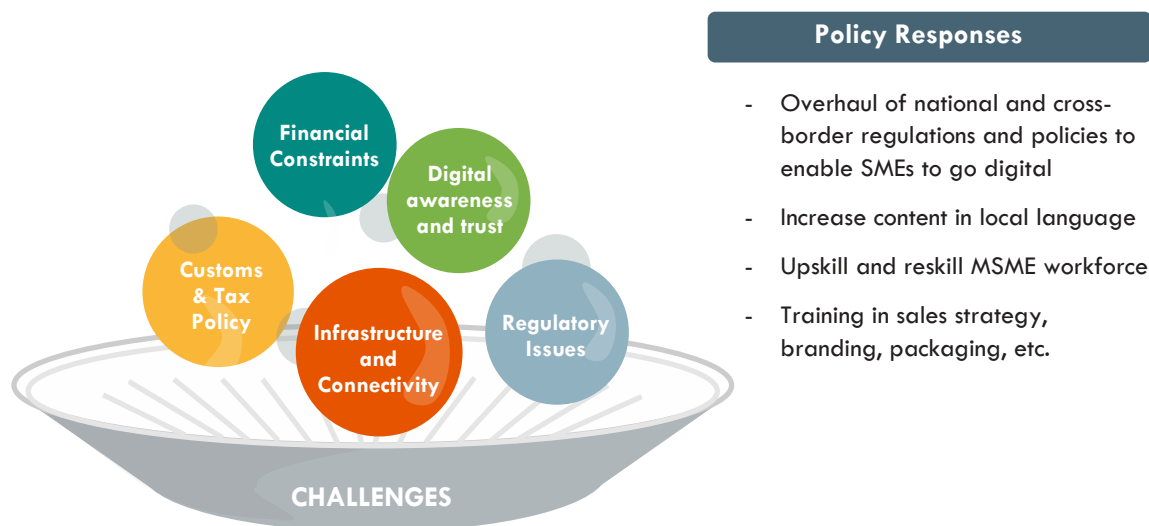 Financial
Constraints
Digital
awareness
and trust
Customs
& Tax
Policy
Infrastructure
and
Connectivity
Regulatory
Issues
CHALLENGES
Policy Responses
- Overhaul of national and cross-
border regulations and policies to
enable SMEs to go digital
- Increase content in local language
- Upskill and reskill MSME workforce
- Training in sales strategy,
branding, packaging, etc.